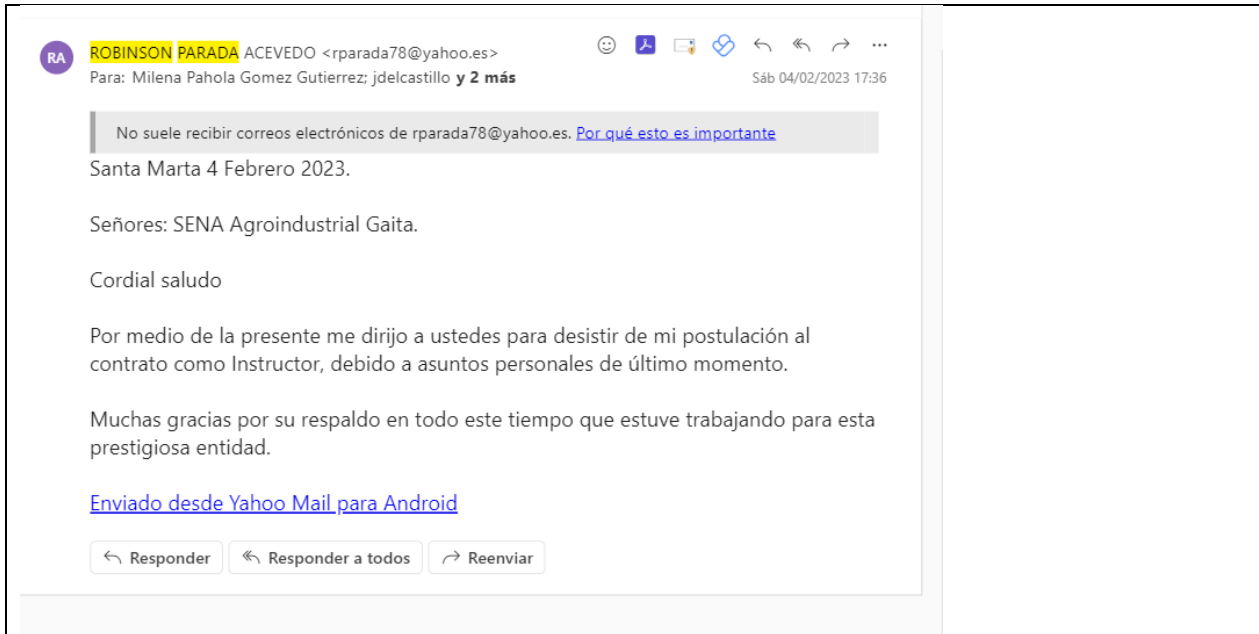 RA
ROBINSON PARADA ACEVEDO <rparada78@yahoo.es>
Para: Milena Pahola Gomez Gutierrez; jdelcastillo y 2 más
Sáb 04/02/2023 17:36
No suele recibir correos electrónicos de rparada78@yahoo.es. Por qué esto es importante
Santa Marta 4 Febrero 2023.
Señores: SENA Agroindustrial Gaita.
Cordial saludo
Por medio de la presente me dirijo a ustedes para desistir de mi postulación al
contrato como Instructor, debido a asuntos personales de último momento.
Muchas gracias por su respaldo en todo este tiempo que estuve trabajando para esta
prestigiosa entidad.
Enviado desde Yahoo Mail para Android
Responder
Responder a todos
Reenviar